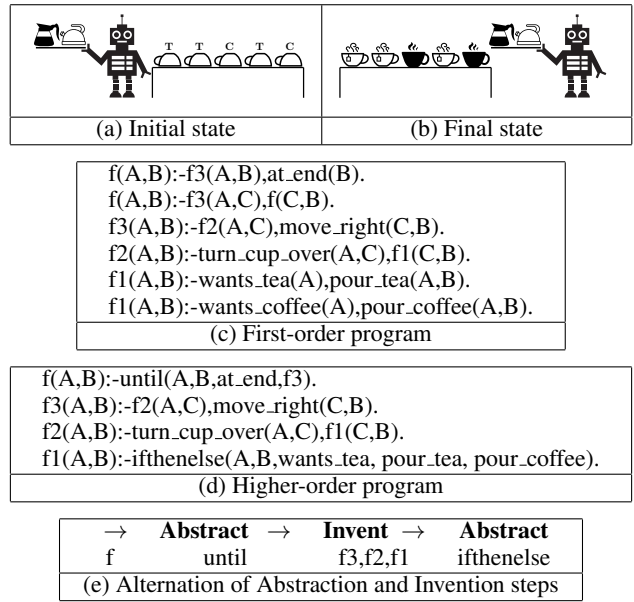 T T C T C
(a) Initial state
(b) Final state
f(A,B):-f3(A,B),at_end(B).
f(A,B):-f3(A,C),f(C,B).
f3(A,B):-f2(A,C),move_right(C,B).
f2(A,B):-turn_cup_over(A,C),f1(C,B).
f1(A,B):-wants_tea(A),pour_tea(A,B).
f1(A,B):-wants_coffee(A),pour_coffee(A,B).
(c) First-order program
f(A,B):-until(A,B,at_end,f3).
f3(A,B):-f2(A,C),move_right(C,B).
f2(A,B):-turn_cup_over(A,C),f1(C,B).
f1(A,B):-ifthenelse(A,B,wants_tea, pour_tea, pour_coffee).
(d) Higher-order program
→ Abstract → Invent → Abstract
f until f3,f2,f1 ifthenelse
(e) Alternation of Abstraction and Invention steps